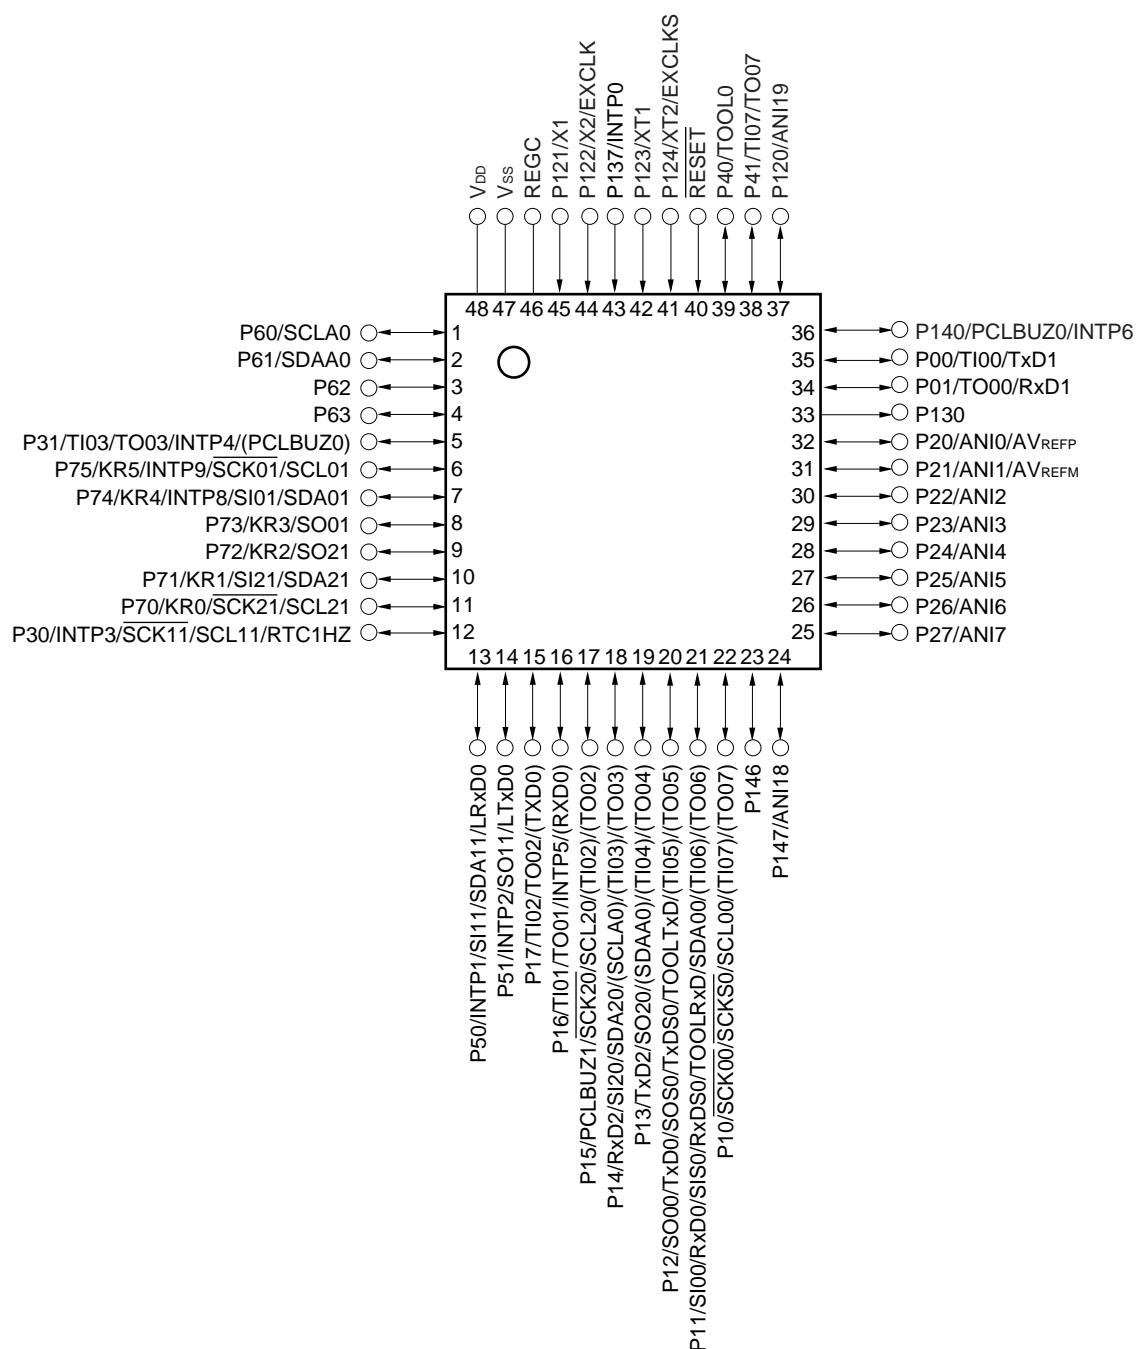 VDD
VSS
REGC
P121/X1
P122/X2/EXCLK
P137/INTP0
P123/XT1
P124/XT2/EXCLKS
RESET
P40/TOOL0
P41/TI07/TO07
P120/ANI19
48 47 46 45 44 43 42 41 40 39 38 37
P60/SCLA0 1
P61/SDAA0 2
P62 3
P63 4
P31/TI03/TO03/INTP4/(PCLBUZ0) 5
P75/KR5/INTP9/SCK01/SCL01 6
P74/KR4/INTP8/SI01/SDA01 7
P73/KR3/SO01 8
P72/KR2/SO21 9
P71/KR1/SI21/SDA21 10
P70/KR0/SCK21/SCL21 11
P30/INTP3/SCK11/SCL11/RTC1HZ 12
36 P140/PCLBUZ0/INTP6
35 P00/TI00/TxD1
34 P01/TO00/RxD1
33 P130
32 P20/ANI0/AVREFP
31 P21/ANI1/AVREFM
30 P22/ANI2
29 P23/ANI3
28 P24/ANI4
27 P25/ANI5
26 P26/ANI6
25 P27/ANI7
13 14 15 16 17 18 19 20 21 22 23 24
P50/INTP1/SI11/SDA11/LRxD0
P51/INTP2/SO11/LTxD0
P17/TI02/TO02/(TXD0)
P16/TI01/TO01/INTP5/(RXD0)
P15/PCLBUZ1/SCK20/SCL20/(TI02)/(TO02)
P14/RxD2/SI20/SDA20/(SCLA0)/(TI03)/(TO03)
P13/TxD2/SO20/(SDAA0)/(TI04)/(TO04)
P12/SO00/TxD0/SOS0/TxDS0/TOOLTxD/(TI05)/(TO05)
P11/SI00/RxD0/SIS0/RxDS0/TOOLRxD/SDA00/(TI06)/(TO06)
P10/SCK00/SCKS0/SCL00/(TI07)/(TO07)
P146
P147/ANI18